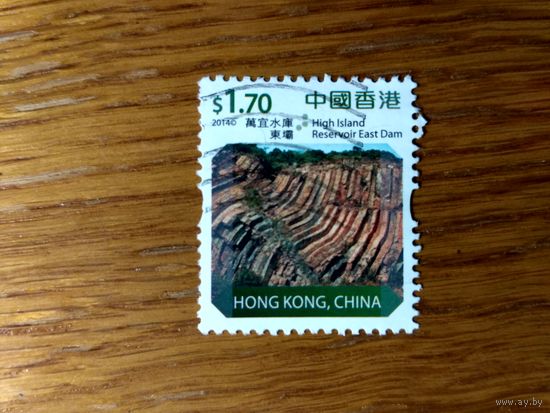 $1.70 中國香港
2014© 萬宜水庫 High Island
東壩 Reservoir East Dam
HONG KONG, CHINA
www.ay.by